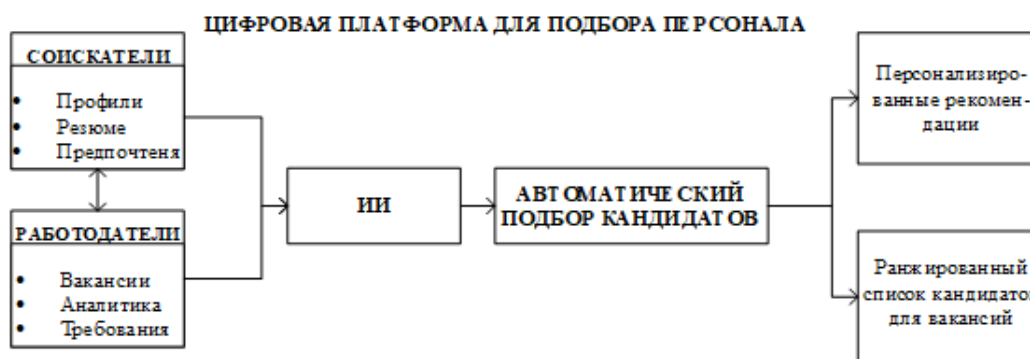 ЦИФРОВАЯ ПЛАТФОРМА ДЛЯ ПОДБОРА ПЕРСОНАЛА
СОИСКАТЕЛИ
• Профили
• Резюме
• Предпочтеня
РАБОТОДАТЕЛИ
• Вакансии
• Аналитика
• Требования
ИИ
АВТОМАТИЧЕСКИЙ
ПОДБОР КАНДИДАТОВ
Персонализиро-
ванные рекомен-
дации
Ранжированный
список кандидатов
для вакансий